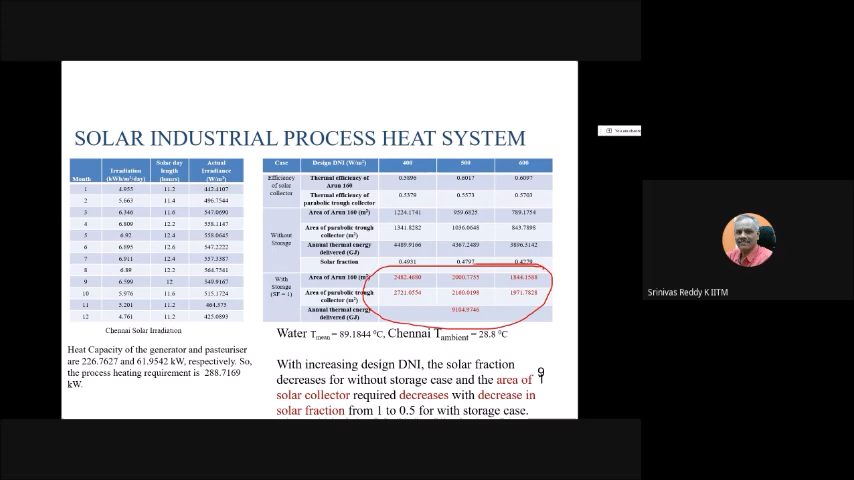 SOLAR INDUSTRIAL PROCESS HEAT SYSTEM
Month Irradiation (kWh/m²-day) Solar day length (hours) Actual Irradiance (W/m²)
1 4.955 11.2 442.4107
2 5.663 11.4 496.7544
3 6.346 11.6 547.0690
4 6.809 12.2 558.1147
5 6.92 12.4 558.0645
6 6.895 12.6 547.2222
7 6.911 12.4 557.3387
8 6.89 12.2 564.7541
9 6.599 12 549.9167
10 5.976 11.6 515.1724
11 5.201 11.2 464.375
12 4.761 11.2 425.0893
Chennai Solar Irradiation
Heat Capacity of the generator and pasteuriser
are 226.7627 and 61.9542 kW, respectively. So,
the process heating requirement is 288.7169
kW.
Case Design DNI (W/m²) 400 500 600
Efficiency of solar collector
Thermal efficiency of Arun 160 0.5896 0.6017 0.6097
Thermal efficiency of parabolic trough collector 0.5379 0.5573 0.5703
Without Storage
Area of Arun 160 (m²) 1224.1741 959.6825 789.1754
Area of parabolic trough collector (m²) 1341.8282 1036.0648 843.7898
Annual thermal energy delivered (GJ) 4489.9166 4367.2489 3896.3142
Solar fraction 0.4931 0.4797 0.4279
With Storage (SF = 1)
Area of Arun 160 (m²) 2482.4680 2000.7735 1844.1588
Area of parabolic trough collector (m²) 2721.0554 2160.0198 1971.7828
Annual thermal energy delivered (GJ) 9104.9746
Water Tmean = 89.1844 ⁰C, Chennai Tambient = 28.8 ⁰C
With increasing design DNI, the solar fraction
decreases for without storage case and the area of
solar collector required decreases with decrease in
solar fraction from 1 to 0.5 for with storage case.
9
Srinivas Reddy K IITM